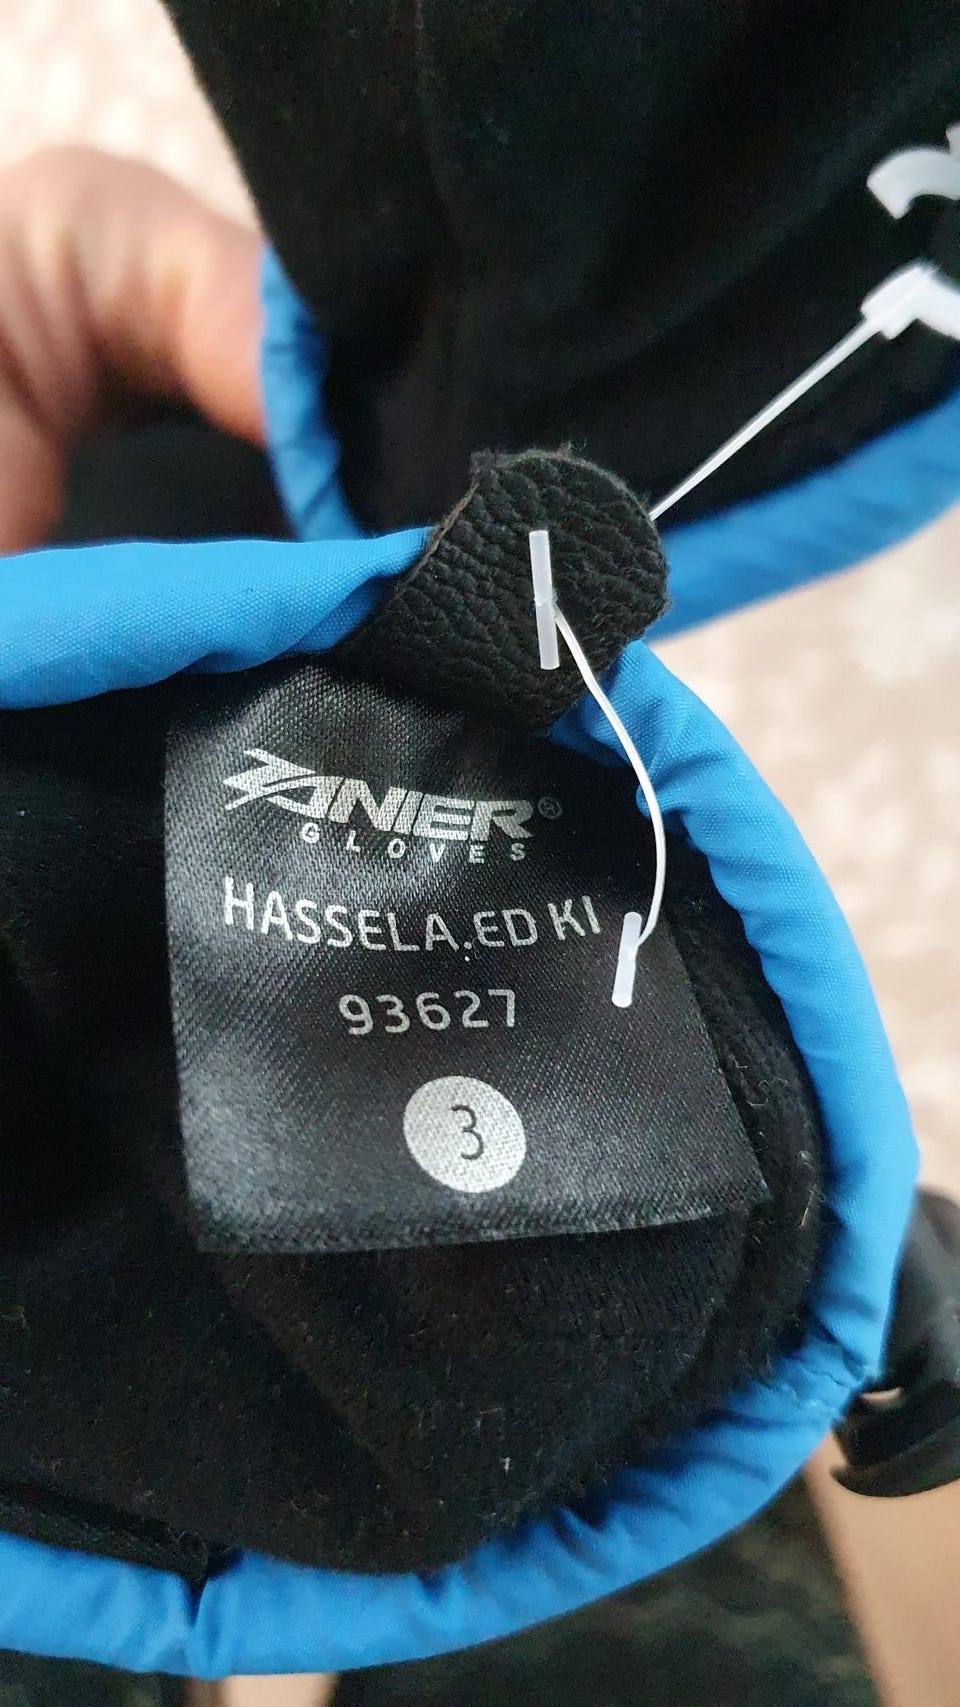 ZANIER®
GLOVES
HASSELA.ED KI
93627
3